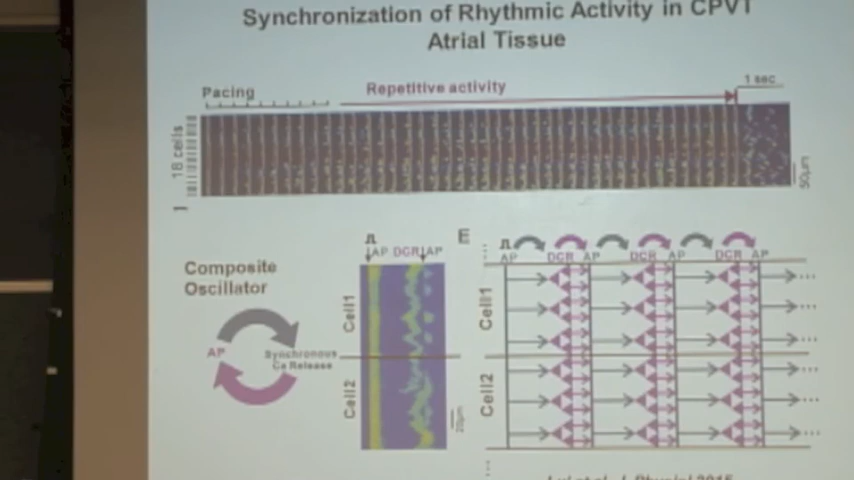 Synchronization of Rhythmic Activity in CPVT
Atrial Tissue
Pacing
Repetitive activity
1 sec
18 cells
50µm
Composite
Oscillator
AP
Synchronous
Ca Release
AP DCR AP
Cell1
Cell2
20µm
E
AP DCR AP DCR AP DCR AP
Cell1
Cell2